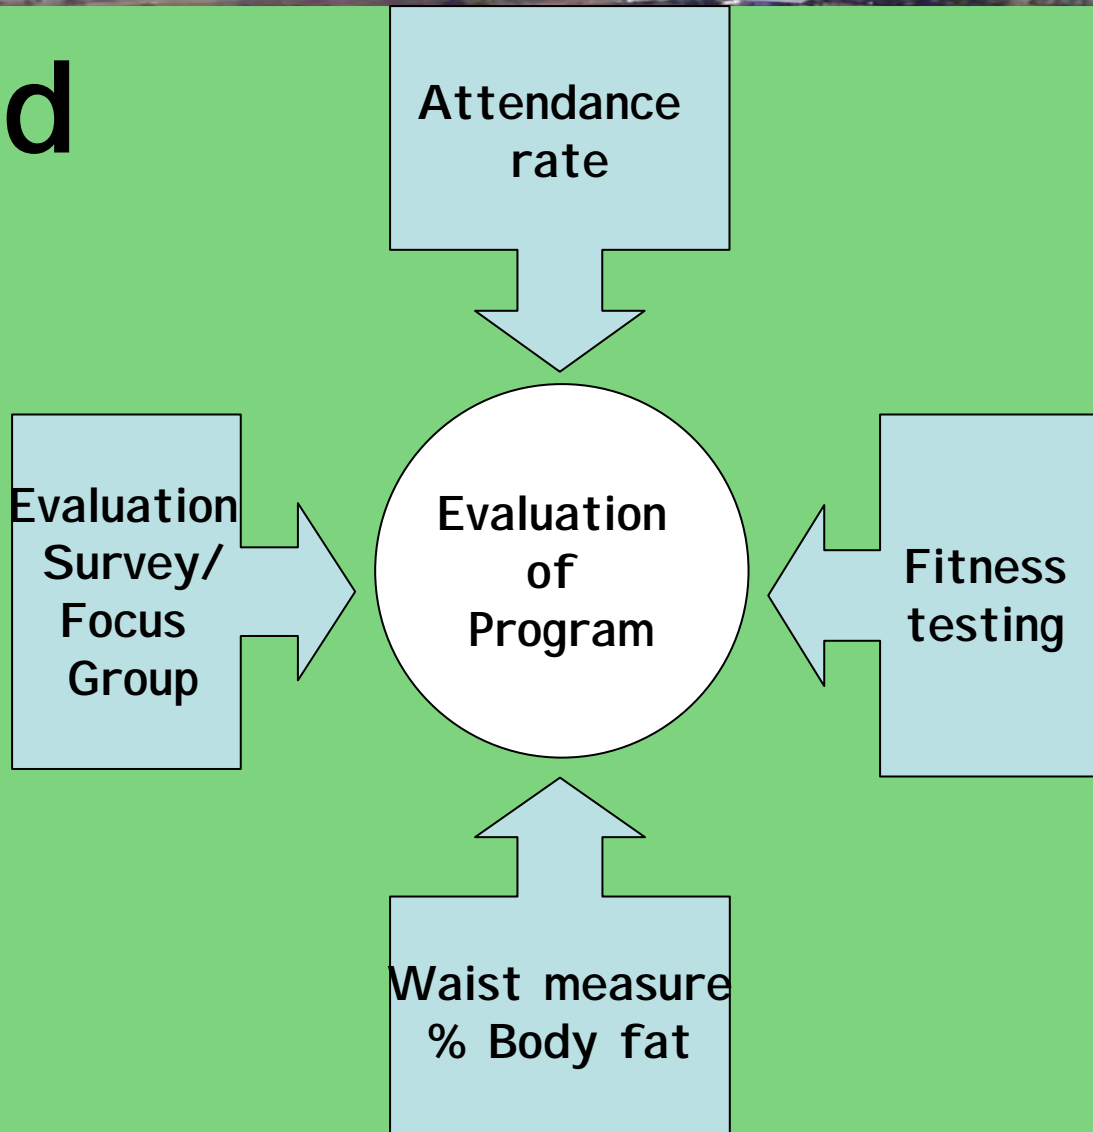 d
Attendance
rate
Evaluation
Survey/
Focus
Group
Evaluation
of
Program
Fitness
testing
Waist measure
% Body fat